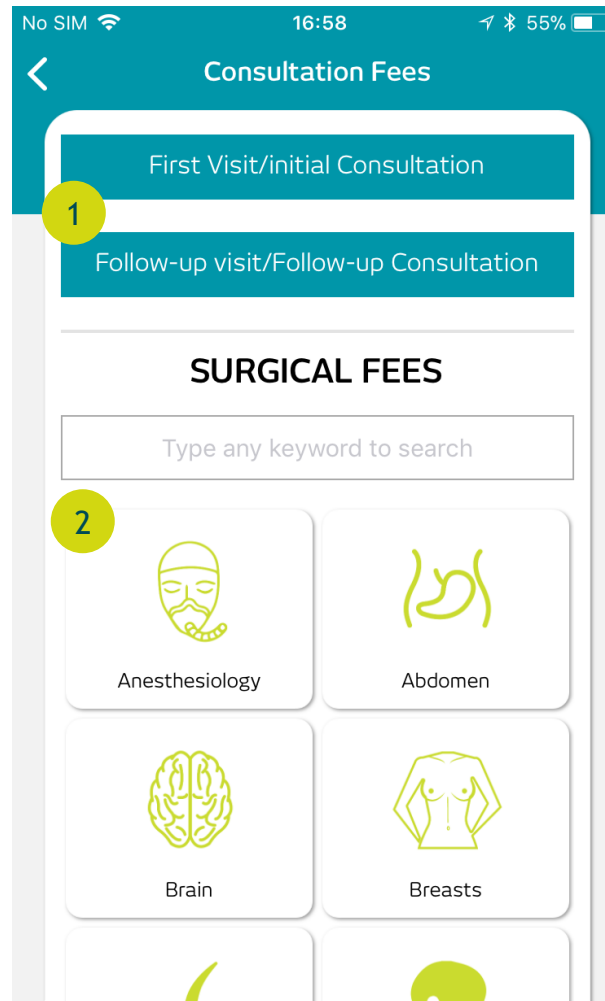 No SIM 16:58 55%
Consultation Fees
First Visit/initial Consultation
1
Follow-up visit/Follow-up Consultation
SURGICAL FEES
Type any keyword to search
2
Anesthesiology Abdomen
Brain Breasts